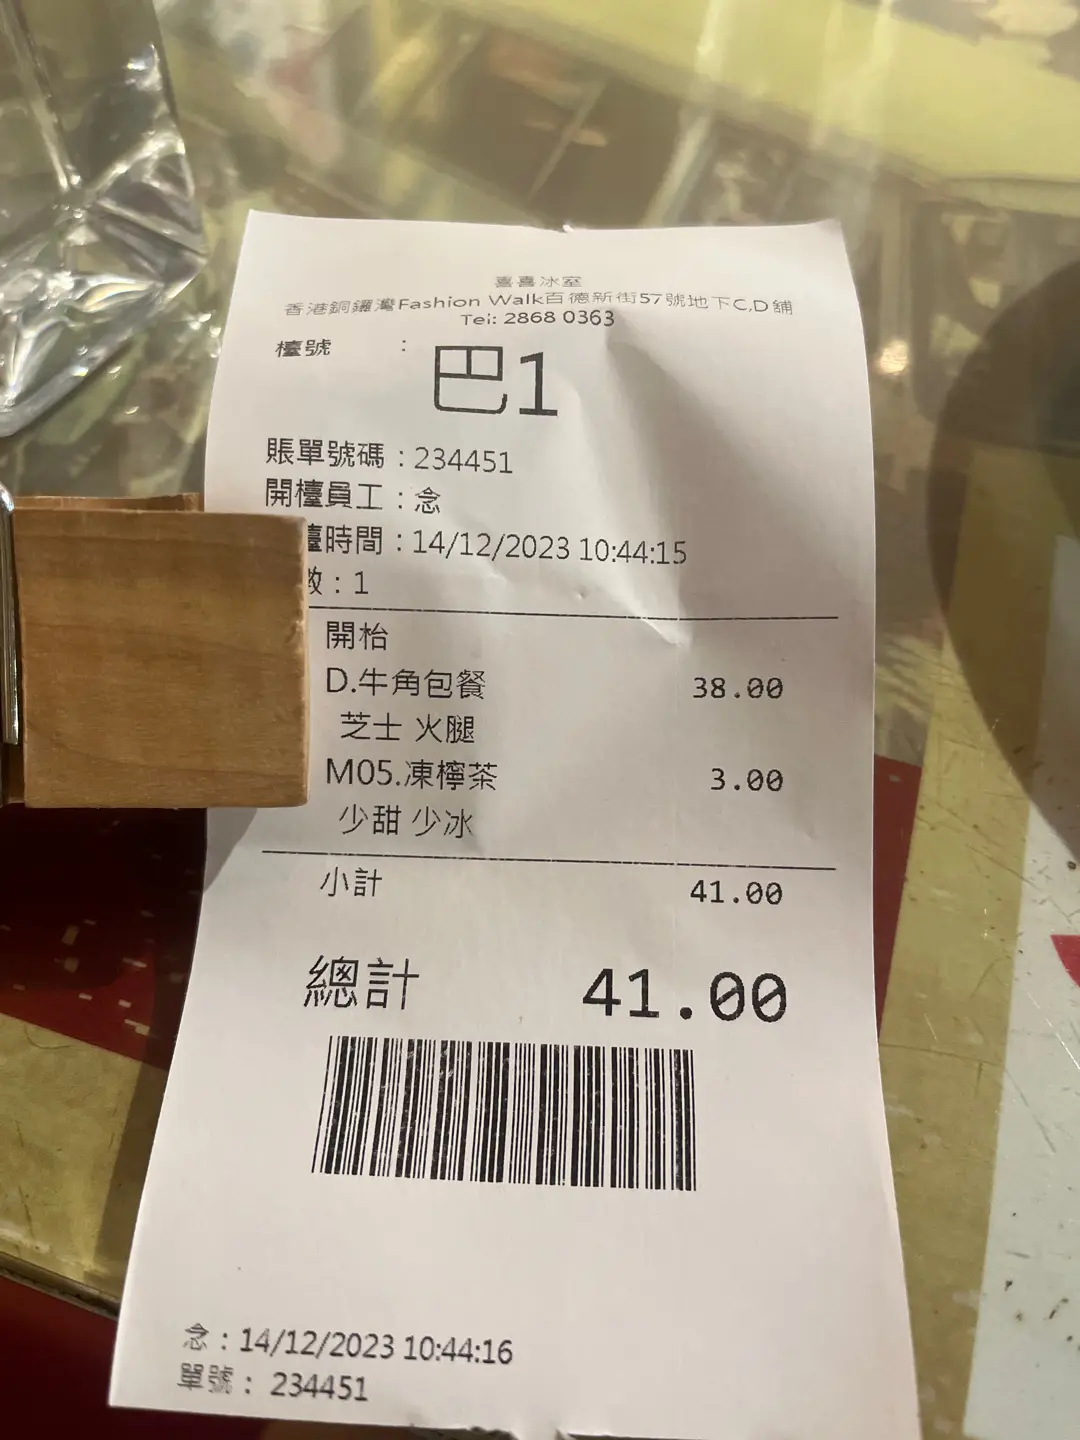 喜喜冰室
香港銅鑼灣Fashion Walk百德新街57號地下C,D舖
Tel: 2868 0363
檯號 : 巴1
賬單號碼 : 234451
開檯員工 : 念
檯時間 : 14/12/2023 10:44:15
數 : 1
開枱
D.牛角包餐 38.00
芝士 火腿
M05.凍檸茶 3.00
少甜 少冰
小計 41.00
總計 41.00
念 : 14/12/2023 10:44:16
單號 : 234451